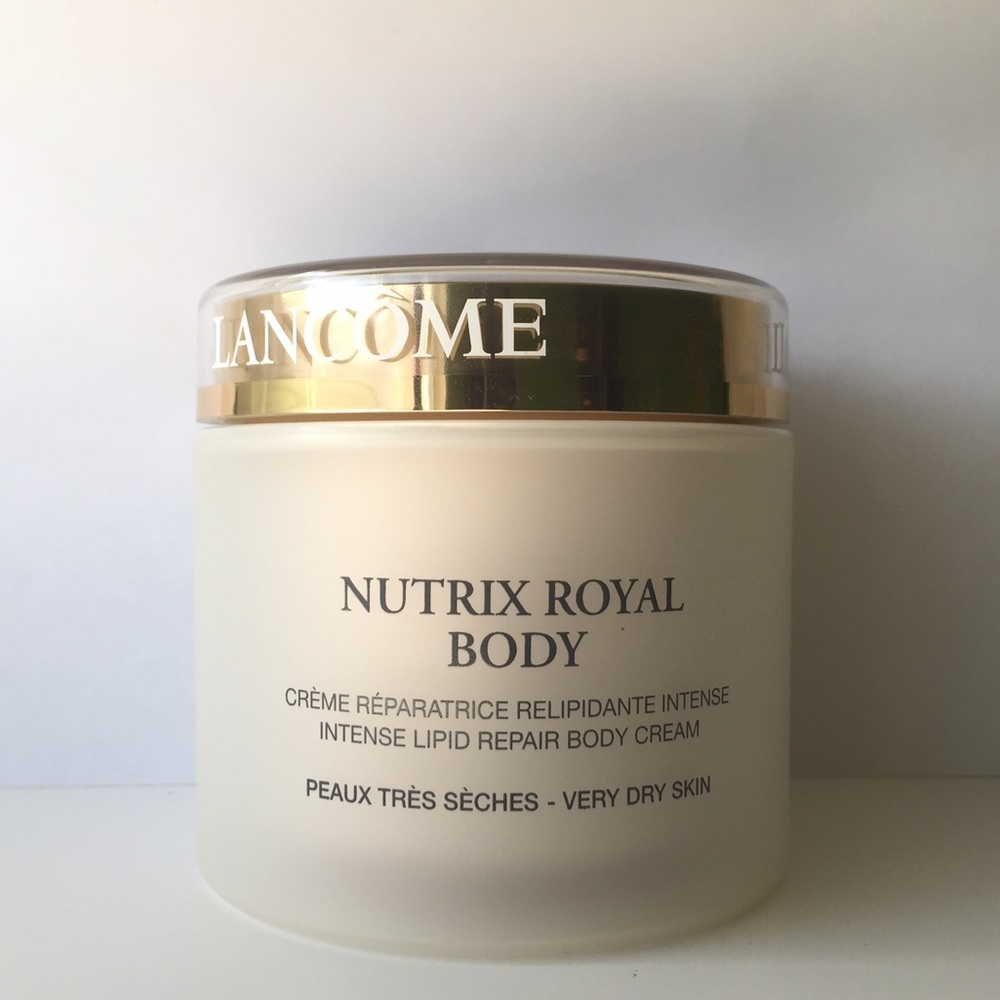 LANCÔME
NUTRIX ROYAL
BODY
CRÈME RÉPARATRICE RELIPIDANTE INTENSE
INTENSE LIPID REPAIR BODY CREAM
PEAUX TRÈS SÈCHES - VERY DRY SKIN